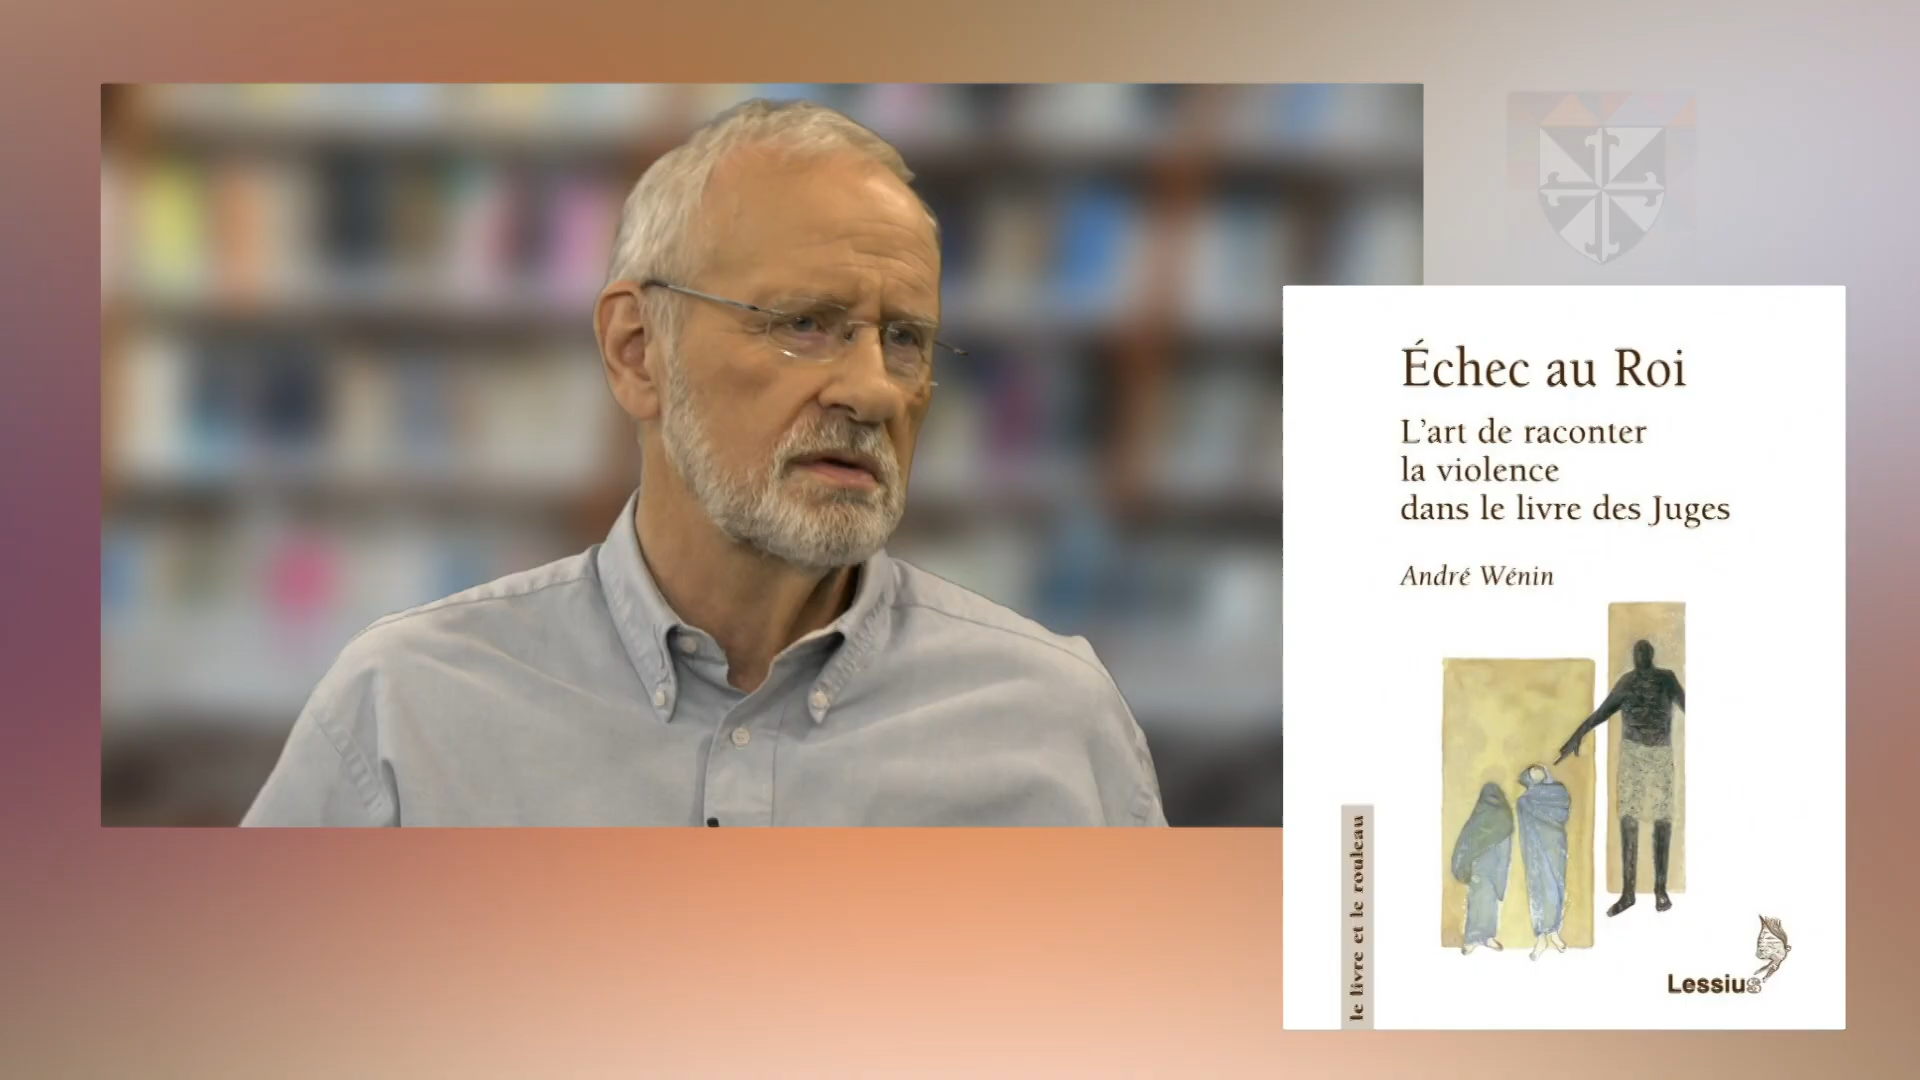 Échec au Roi
L'art de raconter
la violence
dans le livre des Juges
André Wénin
le livre et le rouleau
Lessius